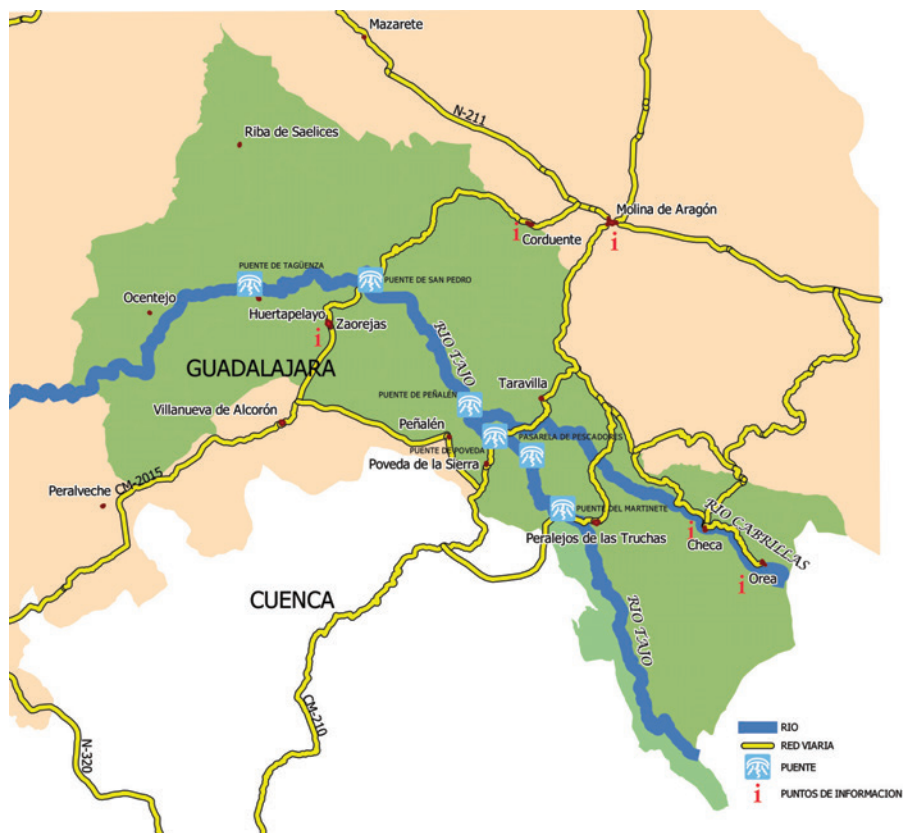 Mazarete
N-211
Riba de Saelices
Molina de Aragón
i
Corduente
i
PUENTE DE TAGÜENZA
PUENTE DE SAN PEDRO
Ocentejo
Huertapelayo
Zaorejas
i
RIO TAJO
GUADALAJARA
Taravilla
PUENTE DE PEÑALÉN
Villanueva de Alcorón
Peñalén
PASARELA DE PESCADORES
PUENTE DE POVEDA
Poveda de la Sierra
Peralveche
CM-2015
PUENTE DEL MARTINETE
Peralejos de las Truchas
i
Checa
RIO CABRILLAS
Orea
i
CUENCA
RIO TAJO
CM-210
N-320
RIO
RED VIARIA
PUENTE
i PUNTOS DE INFORMACION